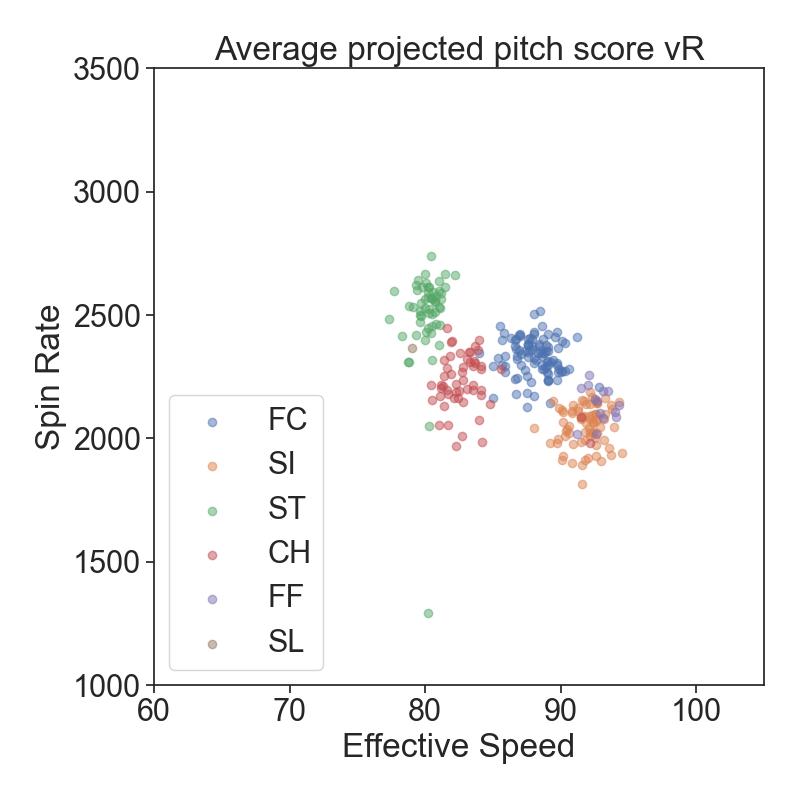 Average projected pitch score vR
3500
3000
2500
2000
1500
1000
Spin Rate
FC
SI
ST
CH
FF
SL
60 70 80 90 100
Effective Speed